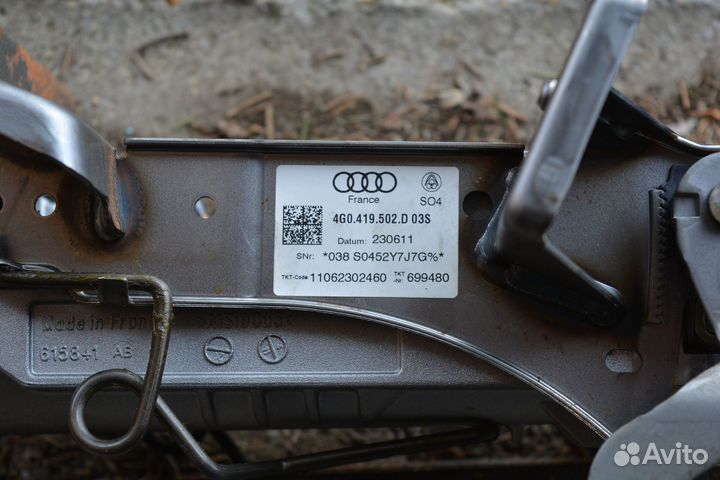 France
SO4
4G0.419.502.D 03S
Datum: 230611
SNr: *038 S0452Y7J7G%*
TKT-Code: 11062302460 TKT-Nr: 699480
Made in Fran
615841 AB
Avito